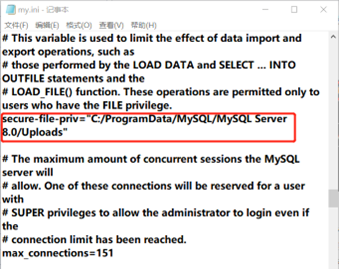 my.ini - 记事本
文件(F) 编辑(E) 格式(O) 查看(V) 帮助(H)
# This variable is used to limit the effect of data import and
export operations, such as
# those performed by the LOAD DATA and SELECT ... INTO
OUTFILE statements and the
# LOAD_FILE() function. These operations are permitted only to
users who have the FILE privilege.
secure-file-priv="C:/ProgramData/MySQL/MySQL Server
8.0/Uploads"
# The maximum amount of concurrent sessions the MySQL
server will
# allow. One of these connections will be reserved for a user
with
# SUPER privileges to allow the administrator to login even if
the
# connection limit has been reached.
max_connections=151